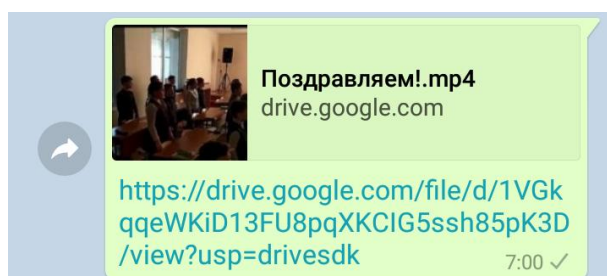 Поздравляем!.mp4
drive.google.com
https://drive.google.com/file/d/1VGk
qqeWKiD13FU8pqXKCIG5ssh85pK3D
/view?usp=drivesdk
7:00